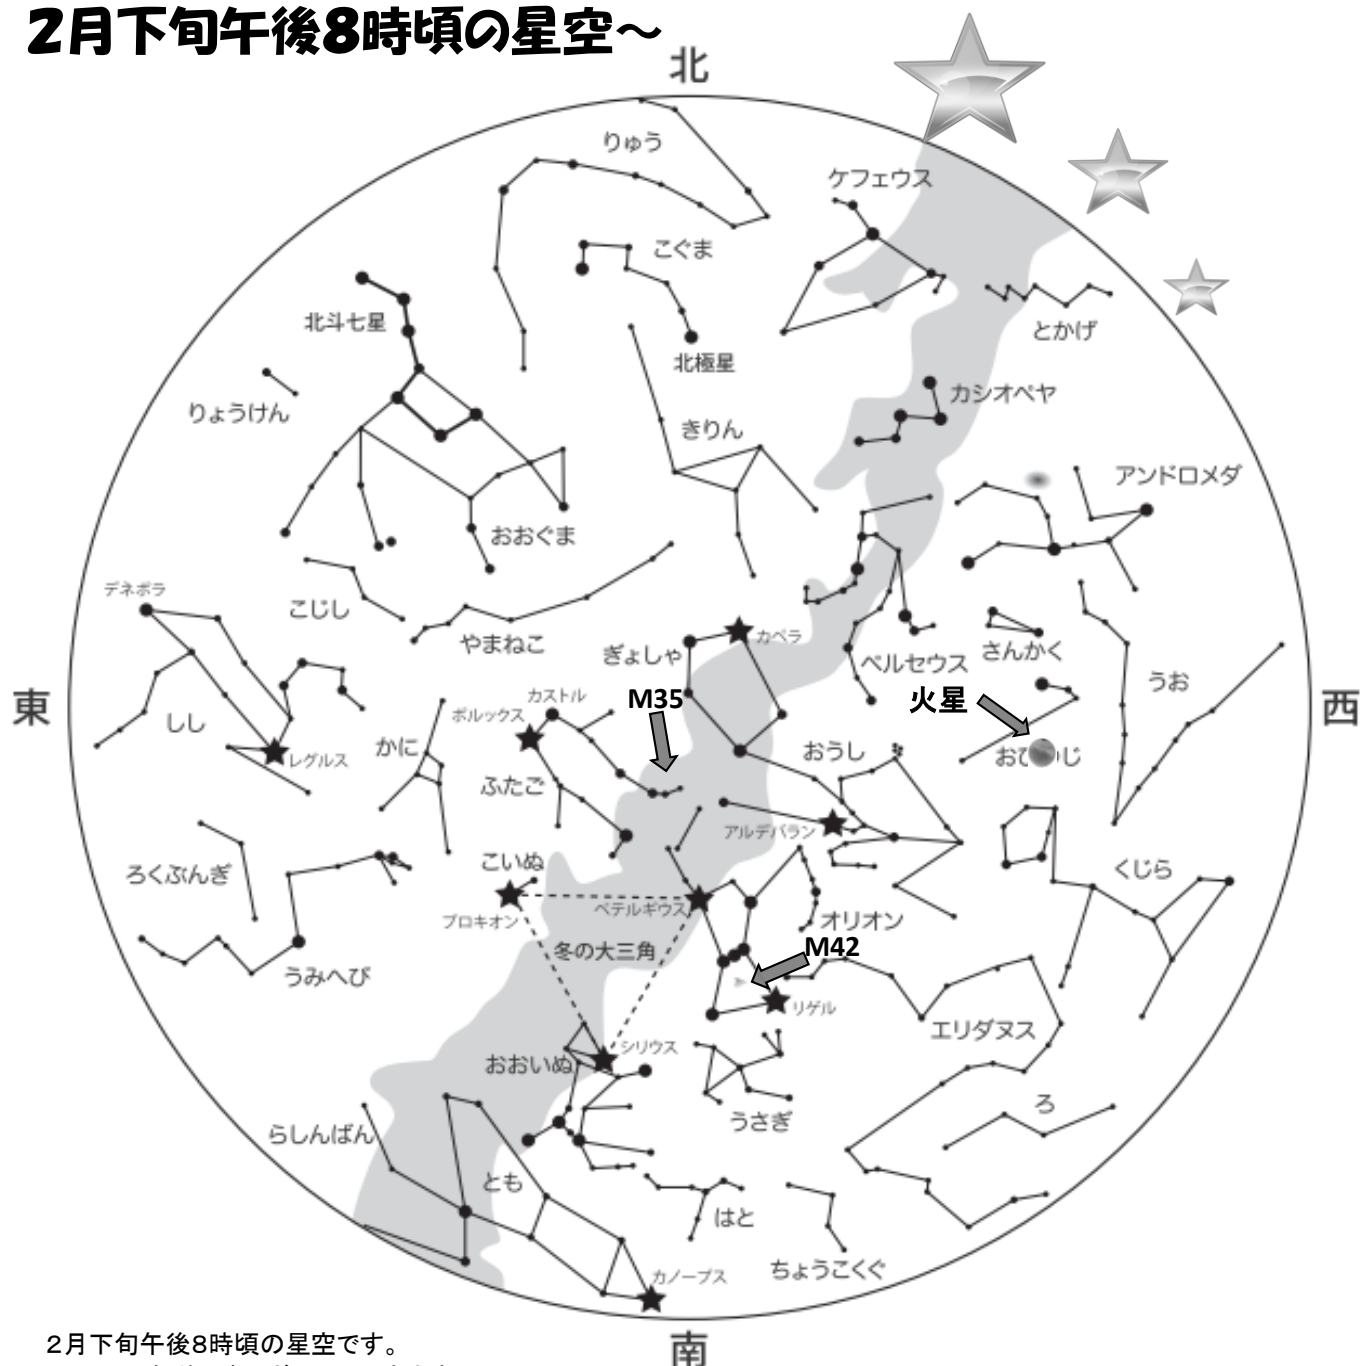 2月下旬午後8時頃の星空～
北
りゅう
ケフェウス
こぐま
北斗七星
とかげ
北極星
カシオペヤ
りょうけん
きりん
アンドロメダ
おおぐま
デネボラ
こじし
やまねこ
ぎょしゃ
カペラ
ペルセウス
さんかく
うお
東
しし
レグルス
かに
カストル
ポルックス
M35
火星
西
おうし
ふたご
アルデバラン
くじら
ろくぶんぎ
こいぬ
プロキオン
ベテルギウス
オリオン
うみへび
冬の大三角
M42
リゲル
エリダヌス
おおいぬ
シリウス
うさぎ
ろ
らしんばん
とも
はと
ちょうこくぐ
カノープス
南
2月下旬午後8時頃の星空です。